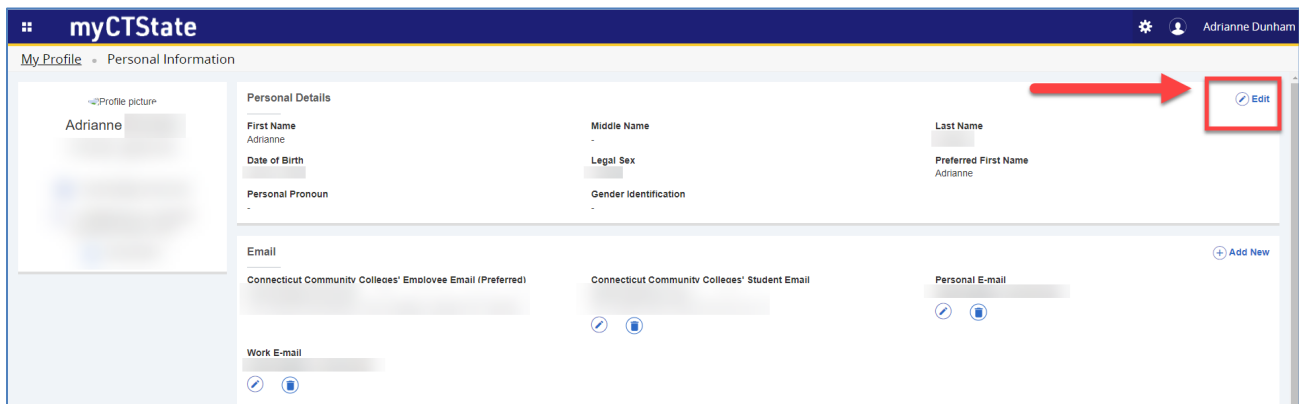 myCTState
Adrianne Dunham
My Profile • Personal Information
Profile picture
Adrianne
Personal Details
Edit
First Name Middle Name Last Name
Adrianne -
Date of Birth Legal Sex Preferred First Name
Adrianne
Personal Pronoun Gender Identification
- -
Email
Add New
Connecticut Community Colleges' Employee Email (Preferred) Connecticut Community Colleges' Student Email Personal E-mail
Work E-mail